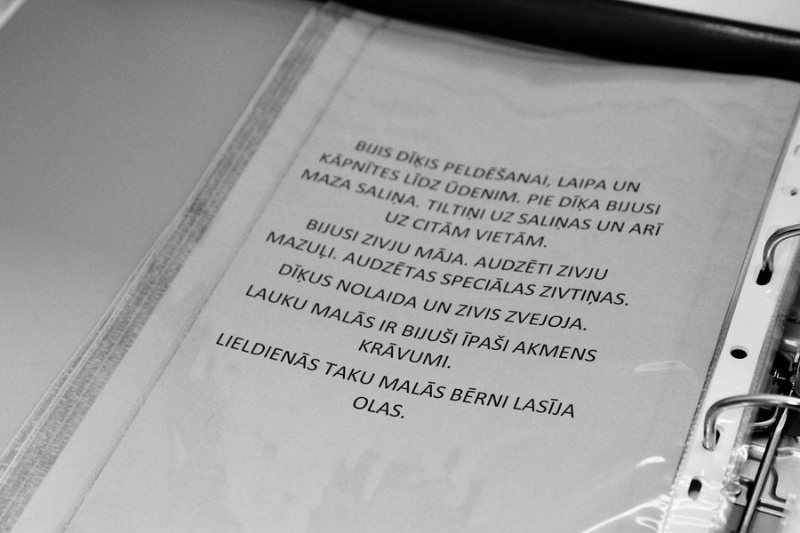 BIJIS DĪĶIS PELDĒŠANAI, LAIPA UN
KĀPNĪTES LĪDZ ŪDENIM. PIE DĪĶA BIJUSI
MAZA SALIŅA. TILTIŅI UZ SALIŅAS UN ARĪ
UZ CITĀM VIETĀM.
BIJUSI ZIVJU MĀJA. AUDZĒTI ZIVJU
MAZUĻI. AUDZĒTAS SPECIĀLAS ZIVTIŅAS.
DĪĶUS NOLAIDA UN ZIVIS ZVEJOJA.
LAUKU MALĀS IR BIJUŠI ĪPAŠI AKMENS
KRĀVUMI.
LIELDIENĀS TAKU MALĀS BĒRNI LASĪJA
OLAS.